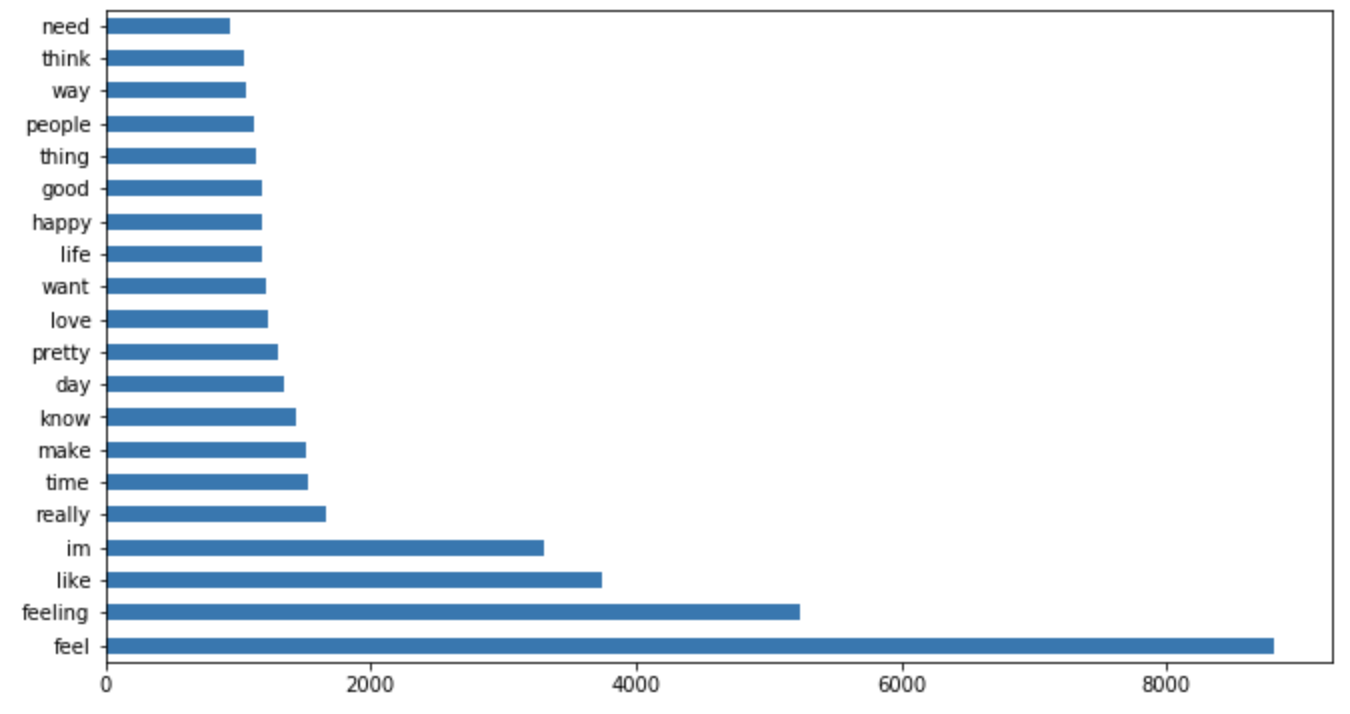 need
think
way
people
thing
good
happy
life
want
love
pretty
day
know
make
time
really
im
like
feeling
feel
0 2000 4000 6000 8000